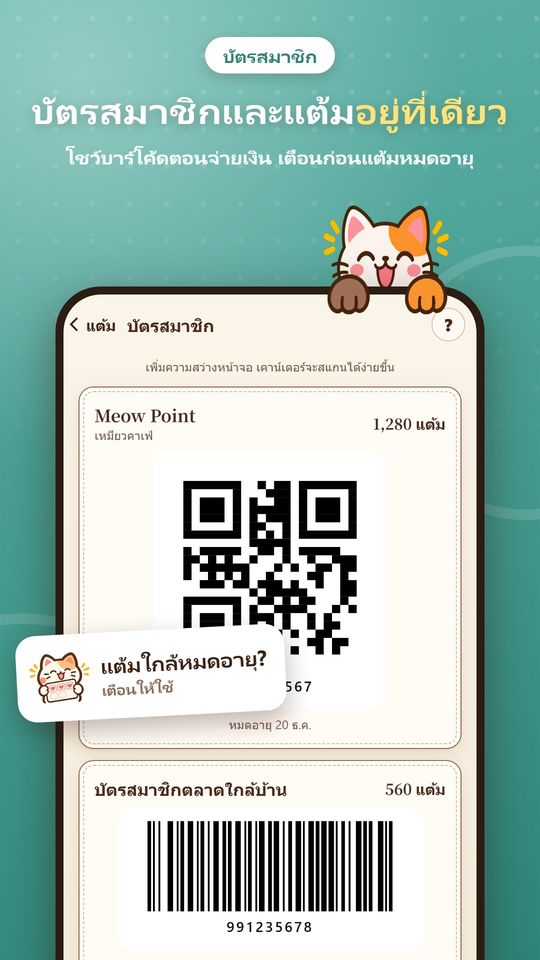 บัตรสมาชิก
บัตรสมาชิกและแต้มอยู่ที่เดียว
โชว์บาร์โค้ดตอนจ่ายเงิน เตือนก่อนแต้มหมดอายุ
แต้ม บัตรสมาชิก ?
เพิ่มความสว่างหน้าจอ เคาน์เตอร์จะสแกนได้ง่ายขึ้น
Meow Point 1,280 แต้ม
เหมียวคาเฟ่
แต้มใกล้หมดอายุ?
เตือนให้ใช้
567
หมดอายุ 20 ธ.ค.
บัตรสมาชิกตลาดใกล้บ้าน 560 แต้ม
991235678